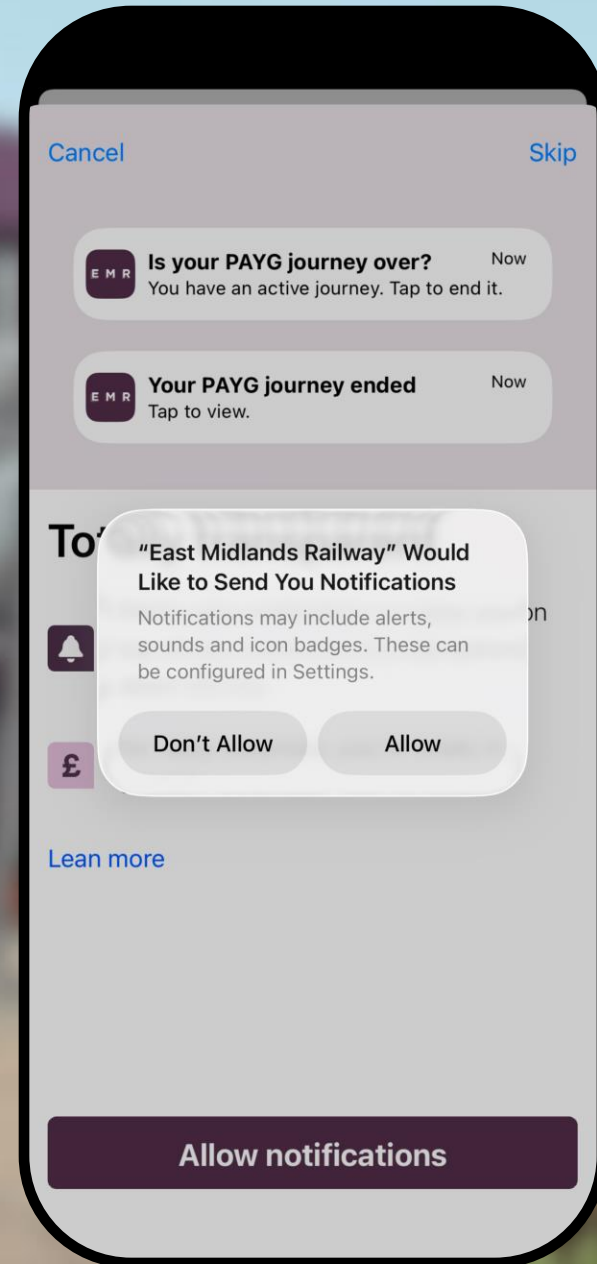 Cancel
Skip
EMR
Is your PAYG journey over?
Now
You have an active journey. Tap to end it.
EMR
Your PAYG journey ended
Now
Tap to view.
“East Midlands Railway” Would
Like to Send You Notifications
Notifications may include alerts,
sounds and icon badges. These can
be configured in Settings.
Don’t Allow
Allow
£
Lean more
Allow notifications